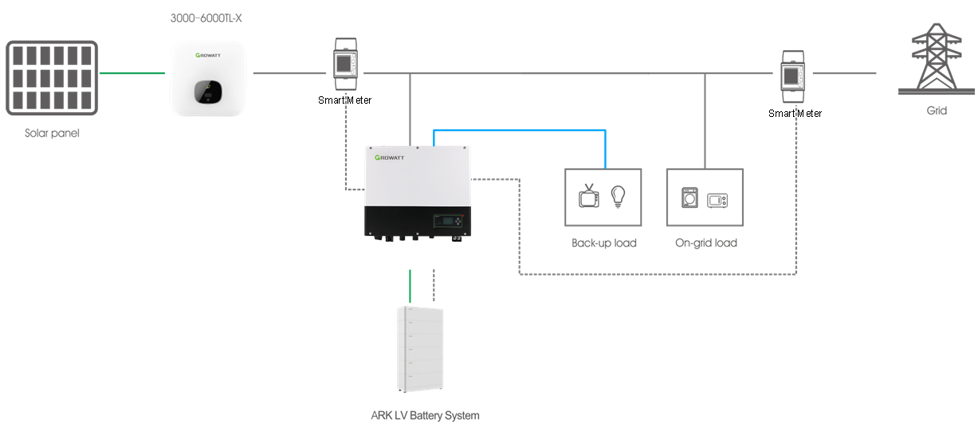 3000-6000TL-X
GROWATT
Solar panel
Smart Meter
Smart Meter
Grid
GROWATT
Back-up load
On-grid load
ARK LV Battery System